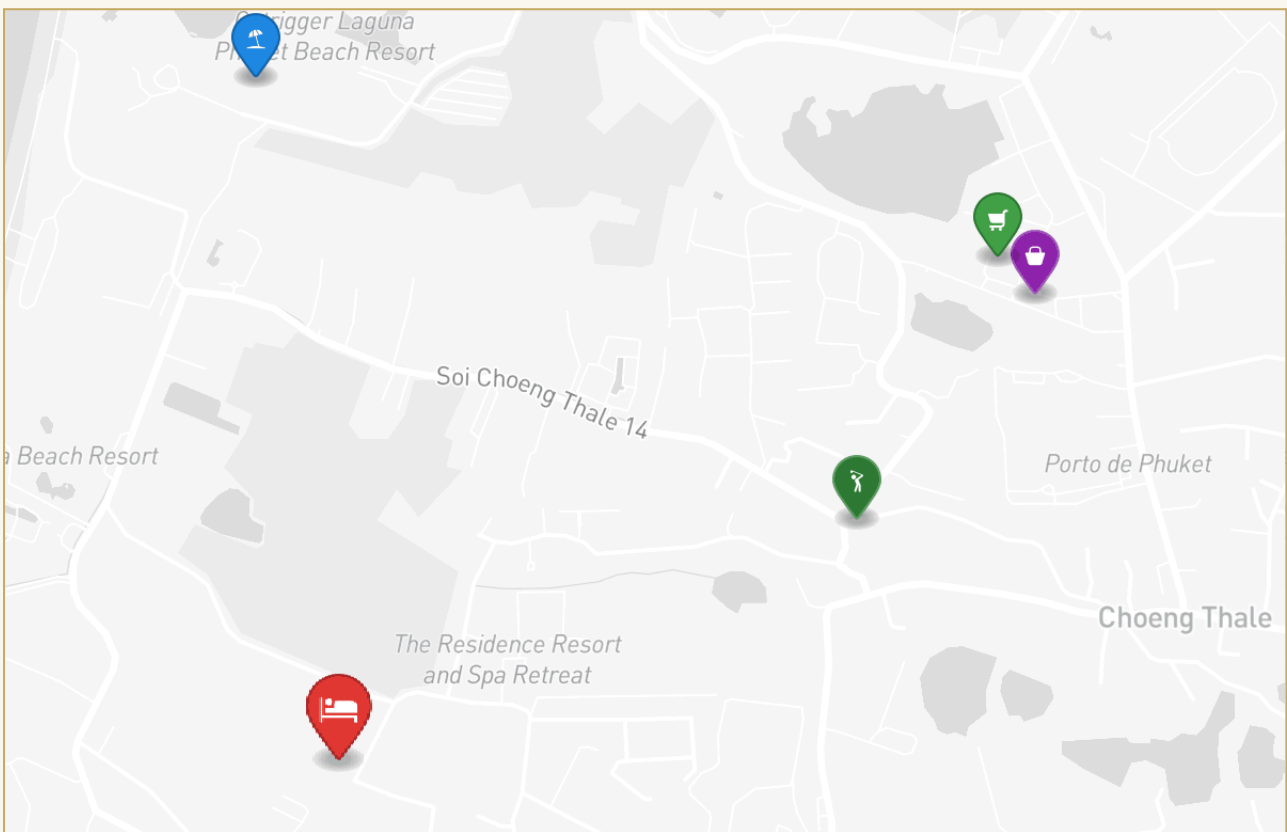 Laguna
Beach Resort
Soi Choeng Thale 14
Beach Resort
Porto de Phuket
Choeng Thale
The Residence Resort
and Spa Retreat